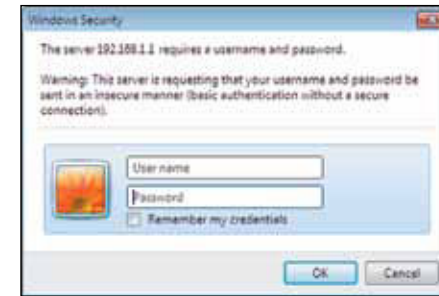 Windows Security
The server 192.168.1.1 requires a username and password.
Warning: This server is requesting that your username and password be
sent in an insecure manner (basic authentication without a secure
connection).
User name
Password
Remember my credentials
OK
Cancel